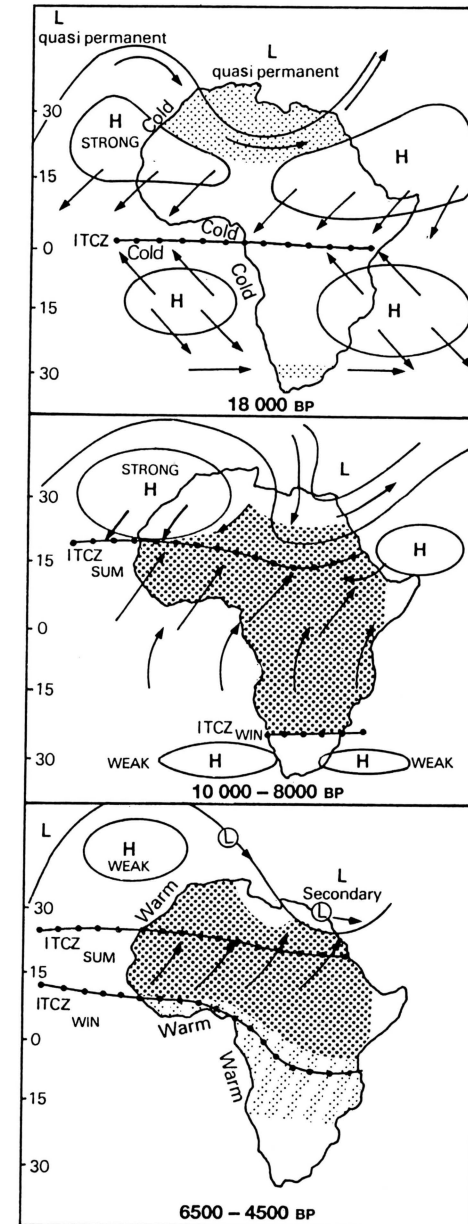 L
quasi permanent
L
quasi permanent
30
H
STRONG
Cold
H
15
ITCZ
0
Cold
Cold
Cold
H
H
15
30
18 000 BP
STRONG
H
L
30
15
ITCZ
SUM
H
0
15
ITCZ WIN
30
WEAK
H
H
WEAK
10 000 – 8000 BP
L
H
WEAK
L
L
Secondary
L
30
Warm
ITCZ
SUM
15
ITCZ
WIN
0
Warm
Warm
15
30
6500 – 4500 BP